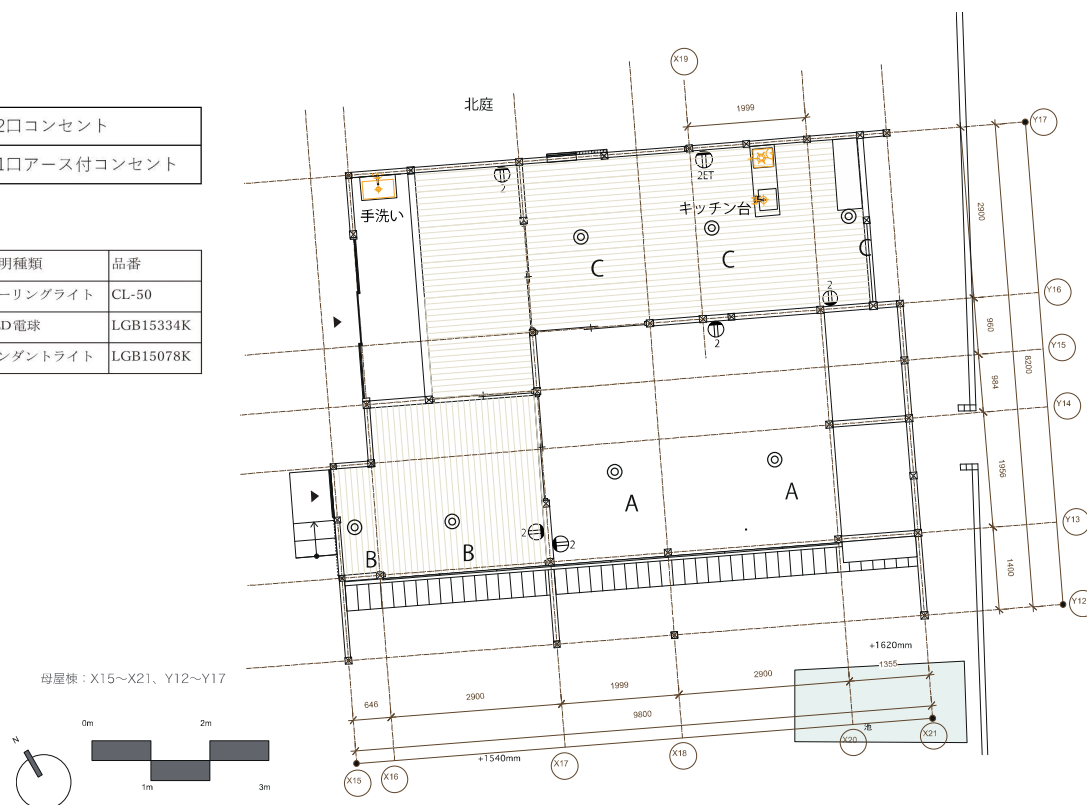 2口コンセント
1口アース付コンセント
明種類 品番
ーリングライト CL-50
D電球 LGB15334K
ンダントライト LGB15078K
北庭
X19
1999
Y17
2
2ET
手洗い
キッチン台
2900
C
C
C
2
2
Y16
960
Y15
8200
984
Y14
1956
A
A
Y13
2
2
B
B
1400
Y12
+1620mm
1355
母屋棟：X15〜X21、Y12〜Y17
646
2900
1999
2900
9800
池
X21
X20
X18
X17
X16
X15
+1540mm
N
0m
2m
1m
3m